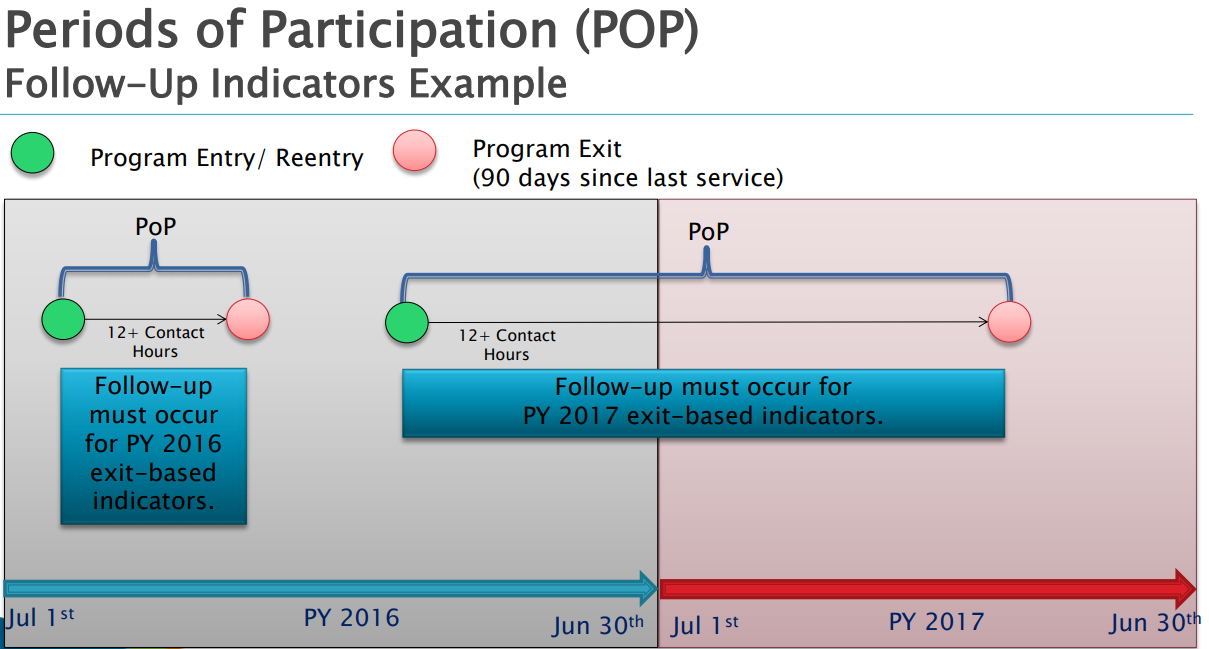 Periods of Participation (POP)
Follow-Up Indicators Example
Program Entry/ Reentry
Program Exit
(90 days since last service)
PoP
PoP
12+ Contact
Hours
12+ Contact
Hours
Follow-up
must occur
for PY 2016
exit-based
indicators.
Follow-up must occur for
PY 2017 exit-based indicators.
Jul 1st
PY 2016
Jun 30th
Jul 1st
PY 2017
Jun 30th